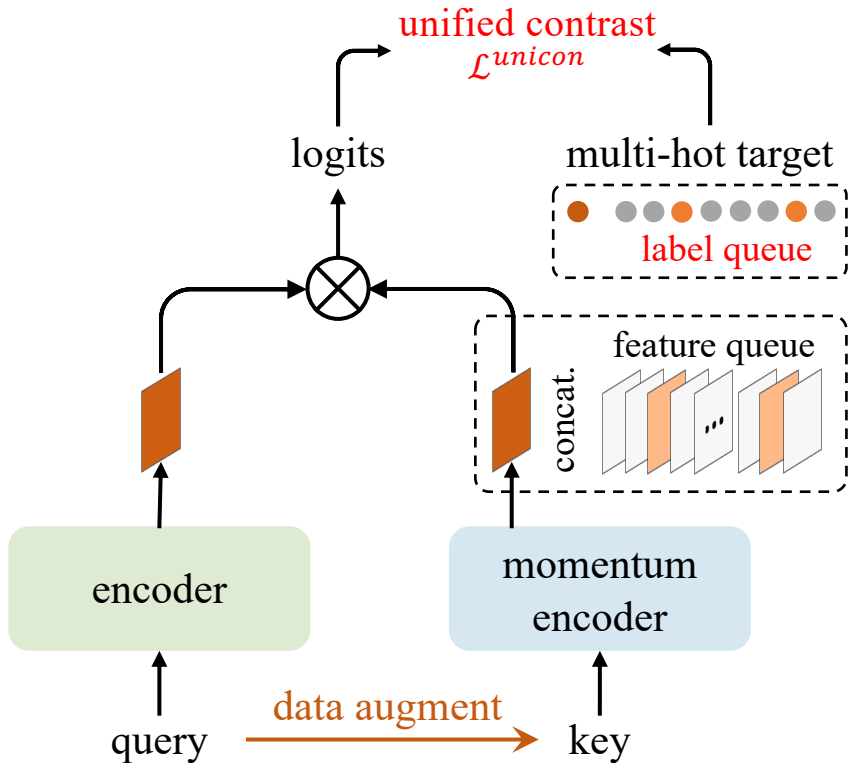 unified contrast
ℒ^{unicon}
logits
multi-hot target
label queue
feature queue
concat.
...
encoder
momentum
encoder
data augment
query
key